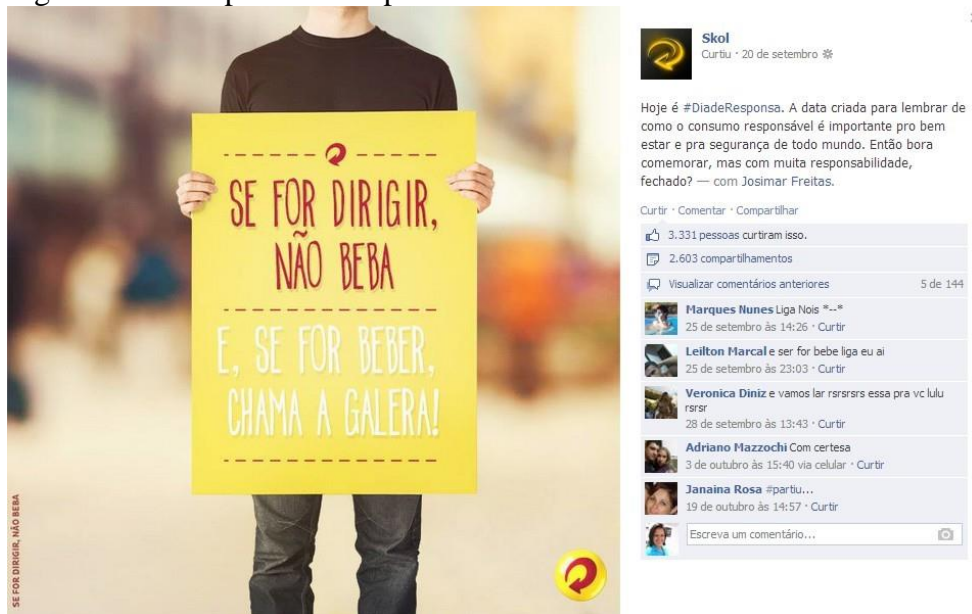 SE FOR DIRIGIR,
NÃO BEBA
E, SE FOR BEBER,
CHAMA A GALERA!
SE FOR DIRIGIR, NÃO BEBA
Skol
Curtiu · 20 de setembro
Hoje é #DiadeResponsa. A data criada para lembrar de
como o consumo responsável é importante pro bem
estar e pra segurança de todo mundo. Então bora
comemorar, mas com muita responsabilidade,
fechado? — com Josimar Freitas.
Curtir · Comentar · Compartilhar
3.331 pessoas curtiram isso.
2.603 compartilhamentos
Visualizar comentários anteriores 5 de 144
Marques Nunes Liga Nois *--*
25 de setembro às 14:26 · Curtir
Leilton Marcal e ser for bebe liga eu ai
25 de setembro às 23:03 · Curtir
Veronica Diniz e vamos lar rsrsrsrs essa pra vc lulu
rsrsr
28 de setembro às 13:43 · Curtir
Adriano Mazzochi Com certesa
3 de outubro às 15:40 via celular · Curtir
Janaina Rosa #partiu...
19 de outubro às 14:57 · Curtir
Escreva um comentário...